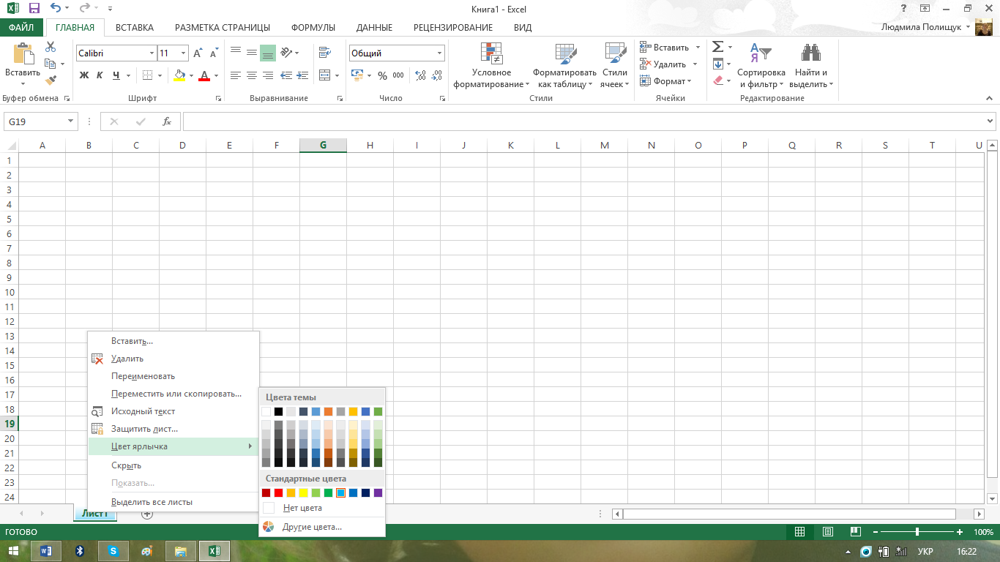 Книга1 - Excel
?
ФАЙЛ ГЛАВНАЯ ВСТАВКА РАЗМЕТКА СТРАНИЦЫ ФОРМУЛЫ ДАННЫЕ РЕЦЕНЗИРОВАНИЕ ВИД Людмила Полищук
Вставить
Calibri 11
Ж К Ч А
Общий
% 000
Условное форматирование
Форматировать как таблицу
Стили ячеек
Вставить
Удалить
Формат
Сортировка и фильтр
Найти и выделить
Буфер обмена Шрифт Выравнивание Число Стили Ячейки Редактирование
G19 fx
A B C D E F G H I J K L M N O P Q R S T U
1
2
3
4
5
6
7
8
9
10
11
12
13
14
15
16
17
18
19
20
21
22
23
24
Вставить...
Удалить
Переименовать
Переместить или скопировать...
Исходный текст
Защитить лист...
Цвет ярлычка
Скрыть
Показать...
Выделить все листы
Цвета темы
Стандартные цвета
Нет цвета
Другие цвета...
Лист1
ГОТОВО 100%
УКР 16:22